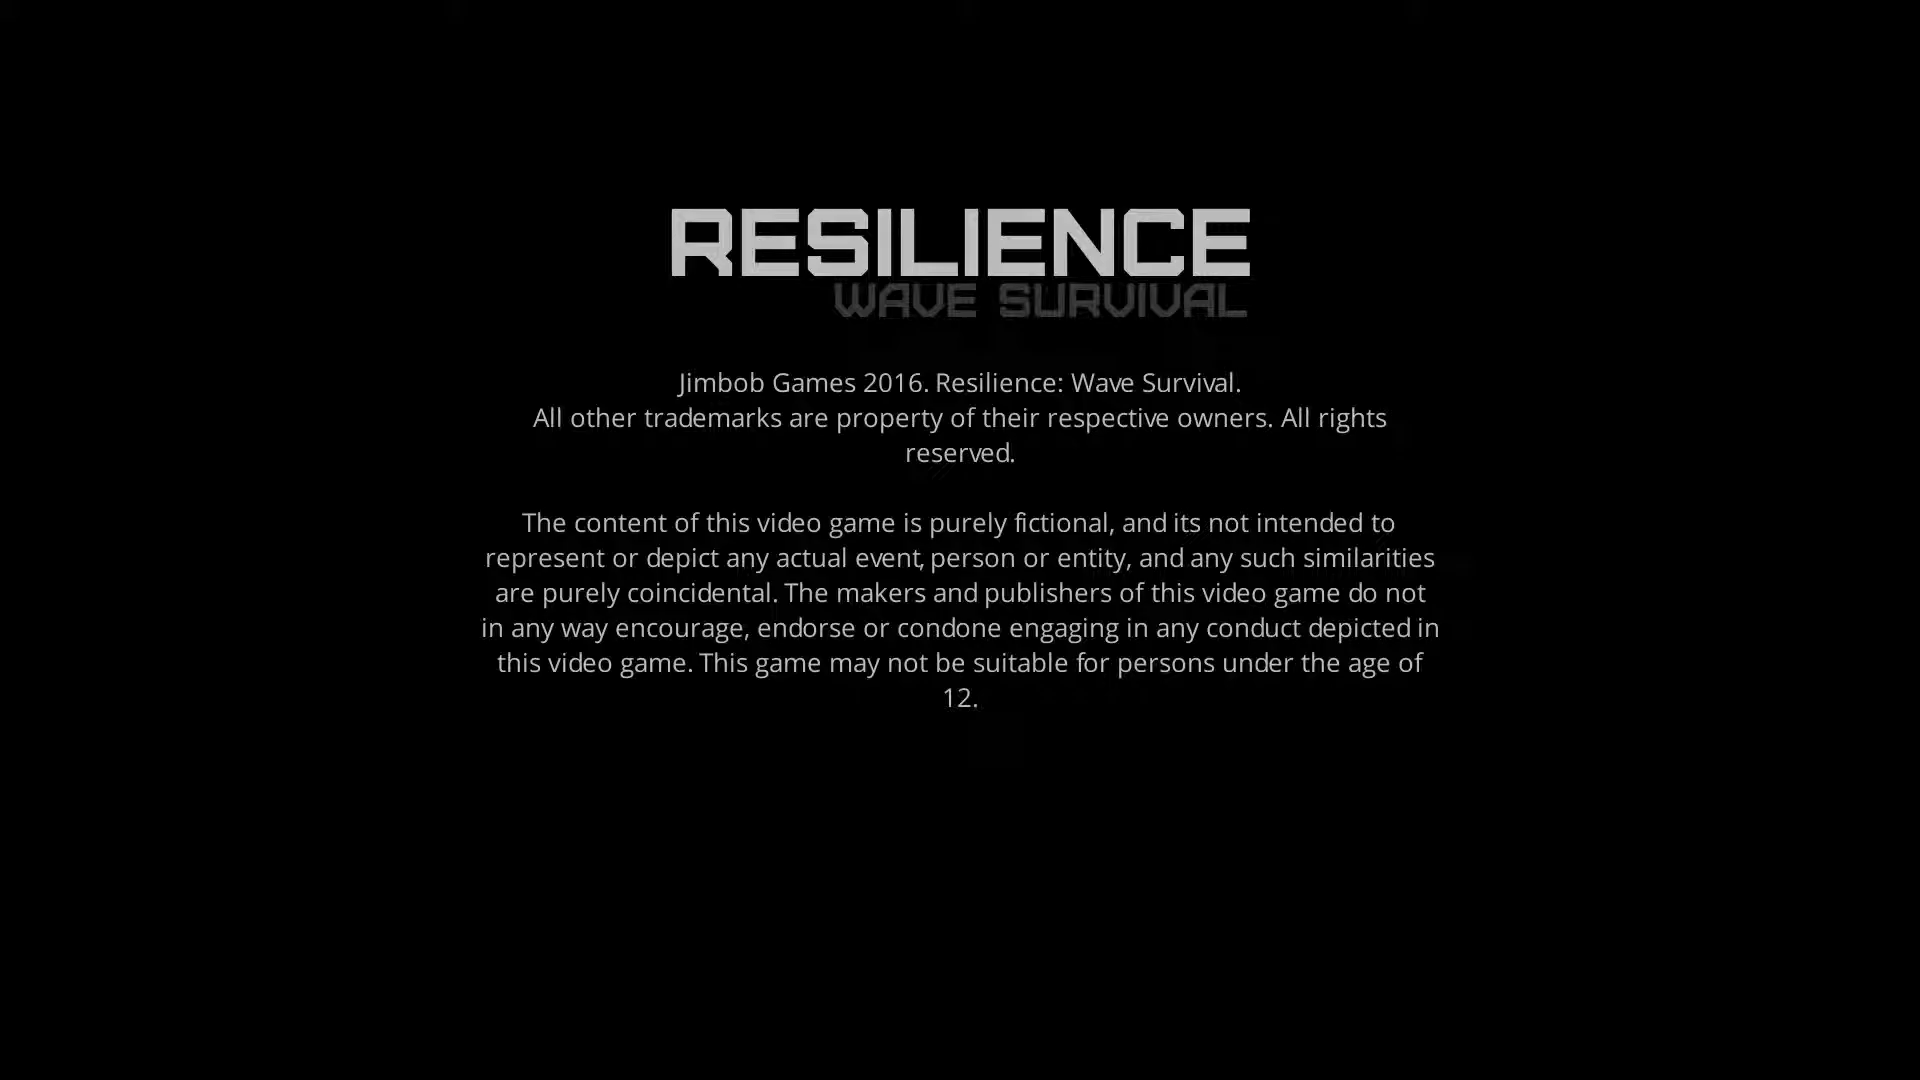 RESILIENCE
WAVE SURVIVAL
Jimbob Games 2016. Resilience: Wave Survival.
All other trademarks are property of their respective owners. All rights
reserved.
The content of this video game is purely fictional, and its not intended to
represent or depict any actual event, person or entity, and any such similarities
are purely coincidental. The makers and publishers of this video game do not
in any way encourage, endorse or condone engaging in any conduct depicted in
this video game. This game may not be suitable for persons under the age of
12.